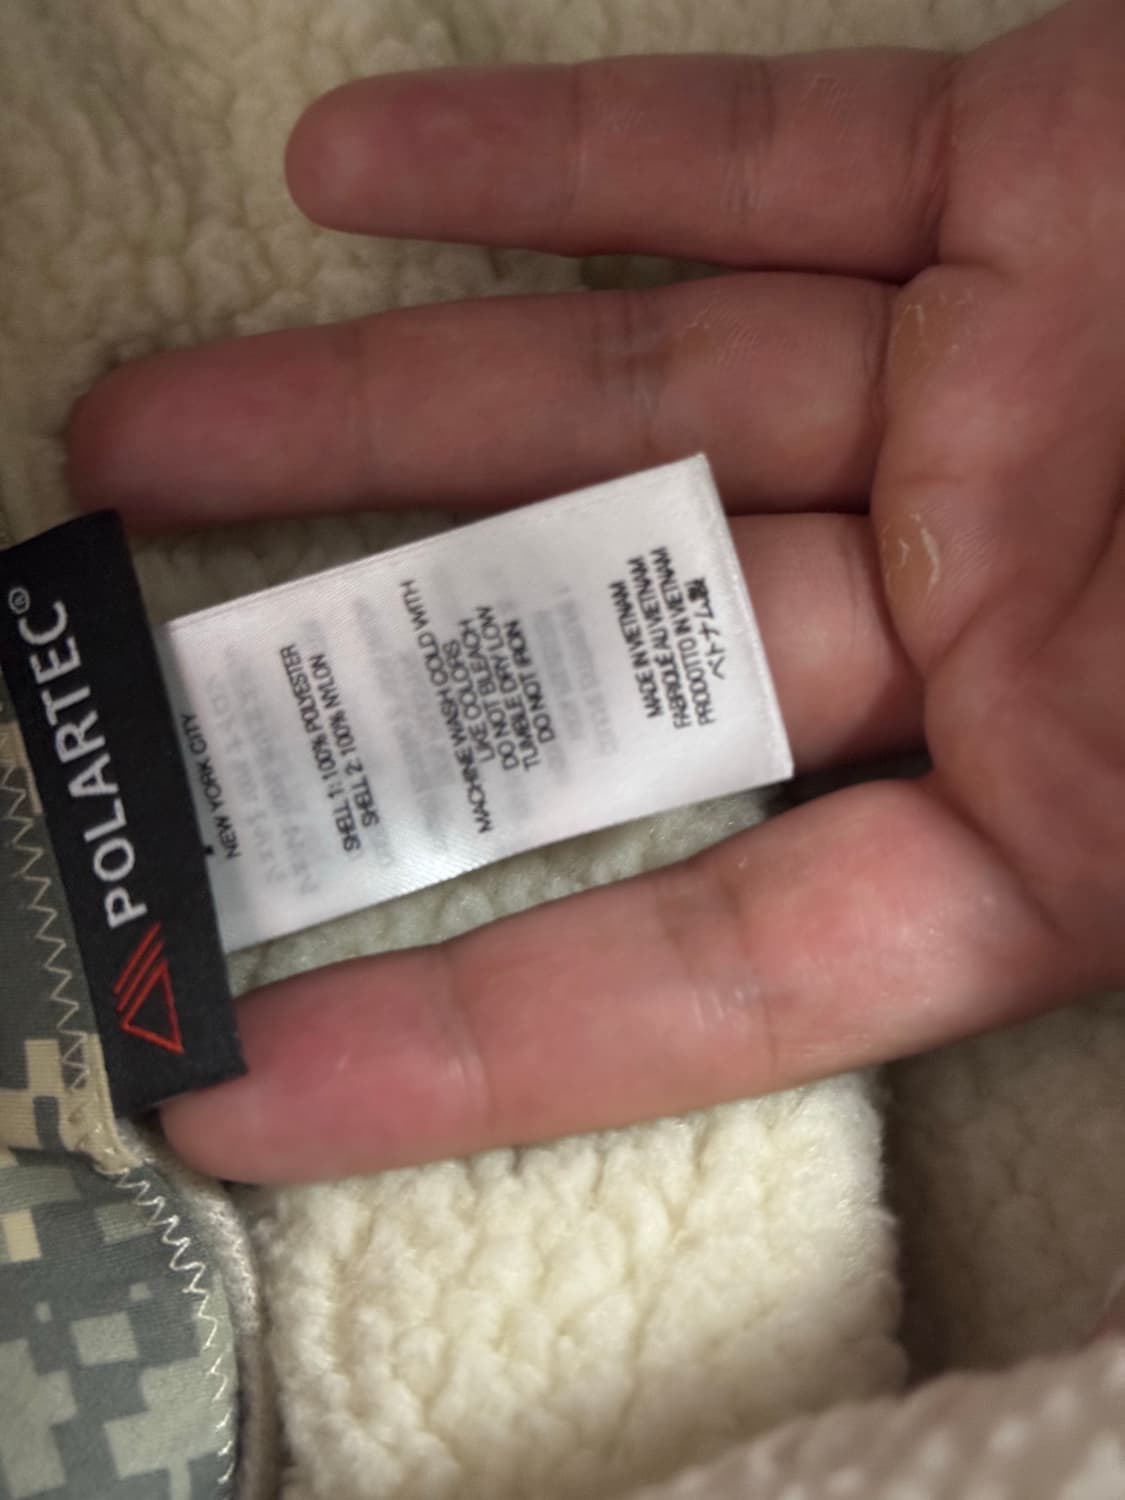 POLARTEC®
NEW YORK CITY
SHELL 1: 100% POLYESTER
SHELL 2: 100% NYLON
MACHINE WASH COLD WITH
LIKE COLORS
DO NOT BLEACH
TUMBLE DRY LOW
DO NOT IRON
MADE IN VIETNAM
FABRIQUÉ AU VIETNAM
PRODOTTO IN VIETNAM
ベトナム製